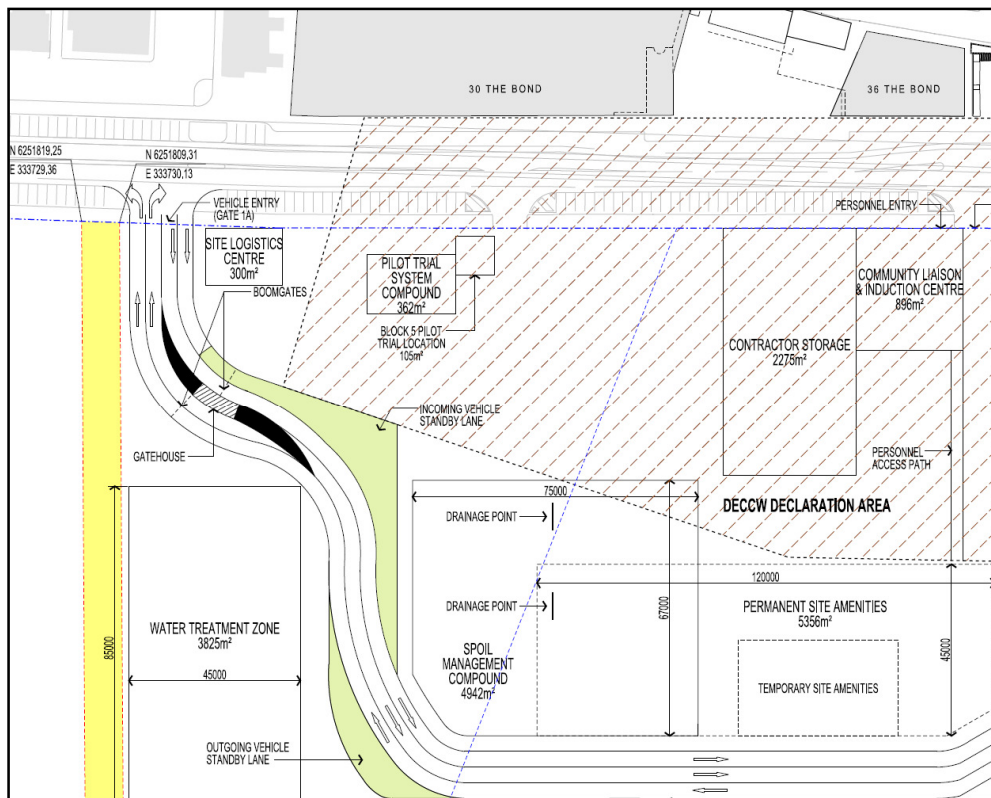 30 THE BOND
36 THE BOND
N 6251819,25
E 333729,36
N 6251809,31
E 333730,13
VEHICLE ENTRY
(GATE 1A)
PERSONNEL ENTRY
SITE LOGISTICS
CENTRE
300m²
BOOMGATES
PILOT TRIAL
SYSTEM
COMPOUND
362m²
BLOCK 5 PILOT
TRIAL LOCATION
105m²
COMMUNITY LIAISON
& INDUCTION CENTRE
896m²
CONTRACTOR STORAGE
2275m²
INCOMING VEHICLE
STANDBY LANE
GATEHOUSE
PERSONNEL
ACCESS PATH
75000
DECCW DECLARATION AREA
DRAINAGE POINT
120000
DRAINAGE POINT
67000
PERMANENT SITE AMENITIES
5356m²
45000
WATER TREATMENT ZONE
3825m²
85000
45000
SPOIL
MANAGEMENT
COMPOUND
4942m²
TEMPORARY SITE AMENITIES
OUTGOING VEHICLE
STANDBY LANE